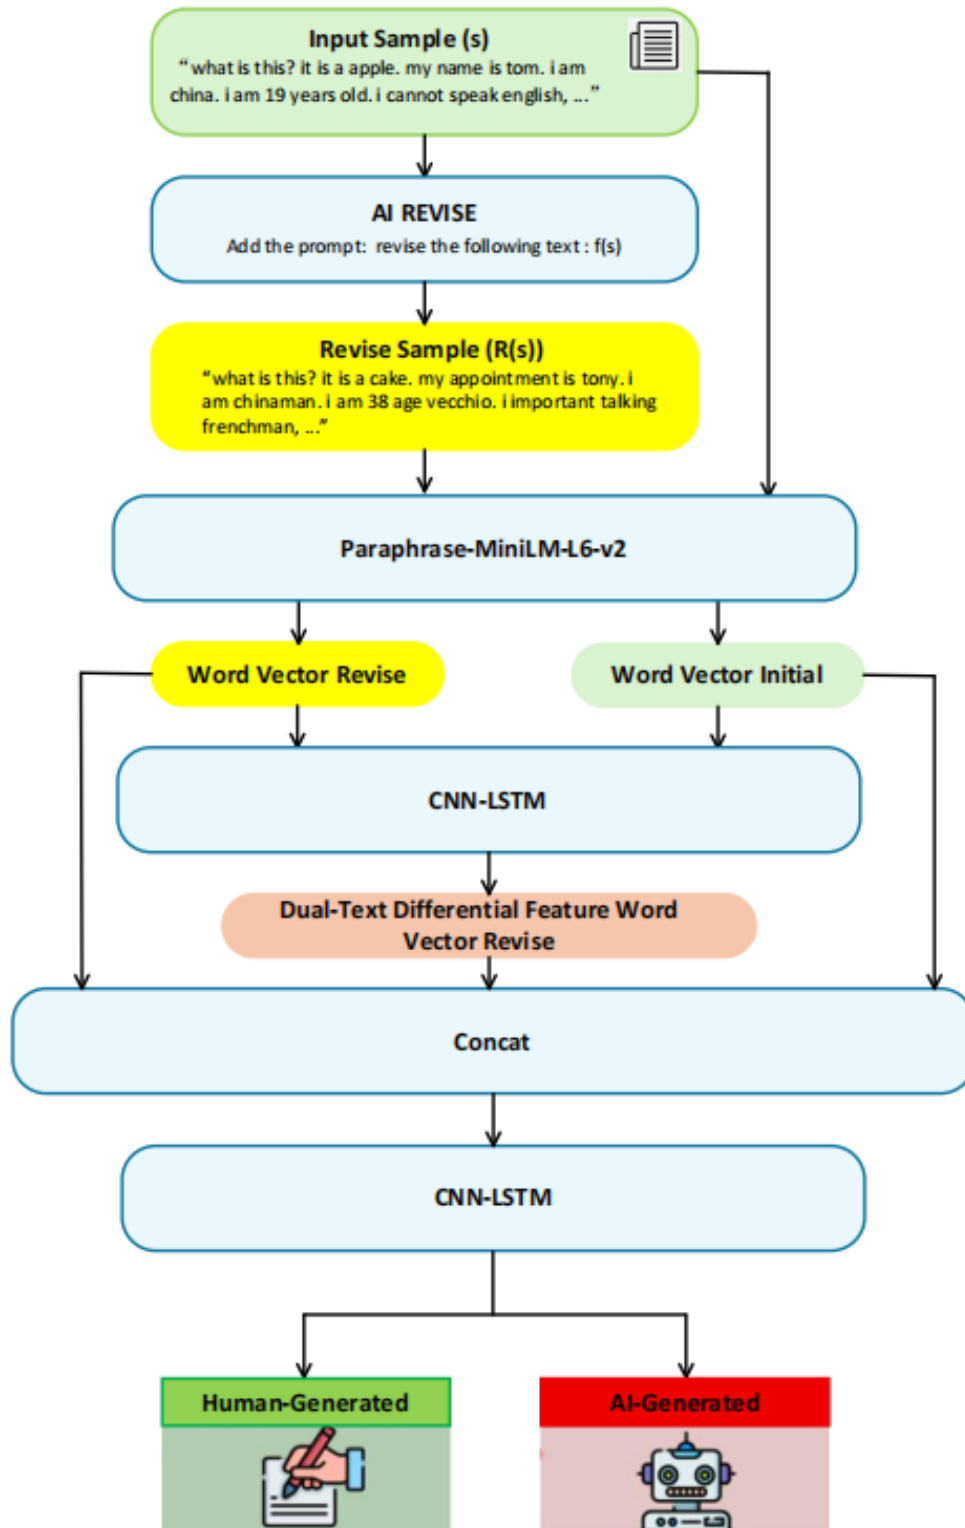 Input Sample (s)
“what is this? it is a apple. my name is tom. i am
china. i am 19 years old. i cannot speak english, ...”
AI REVISE
Add the prompt: revise the following text : f(s)
Revise Sample (R(s))
“what is this? it is a cake. my appointment is tony. i
am chinaman. i am 38 age vecchio. i important talking
frenchman, ...”
Paraphrase-MiniLM-L6-v2
Word Vector Revise
Word Vector Initial
CNN-LSTM
Dual-Text Differential Feature Word
Vector Revise
Concat
CNN-LSTM
Human-Generated
AI-Generated